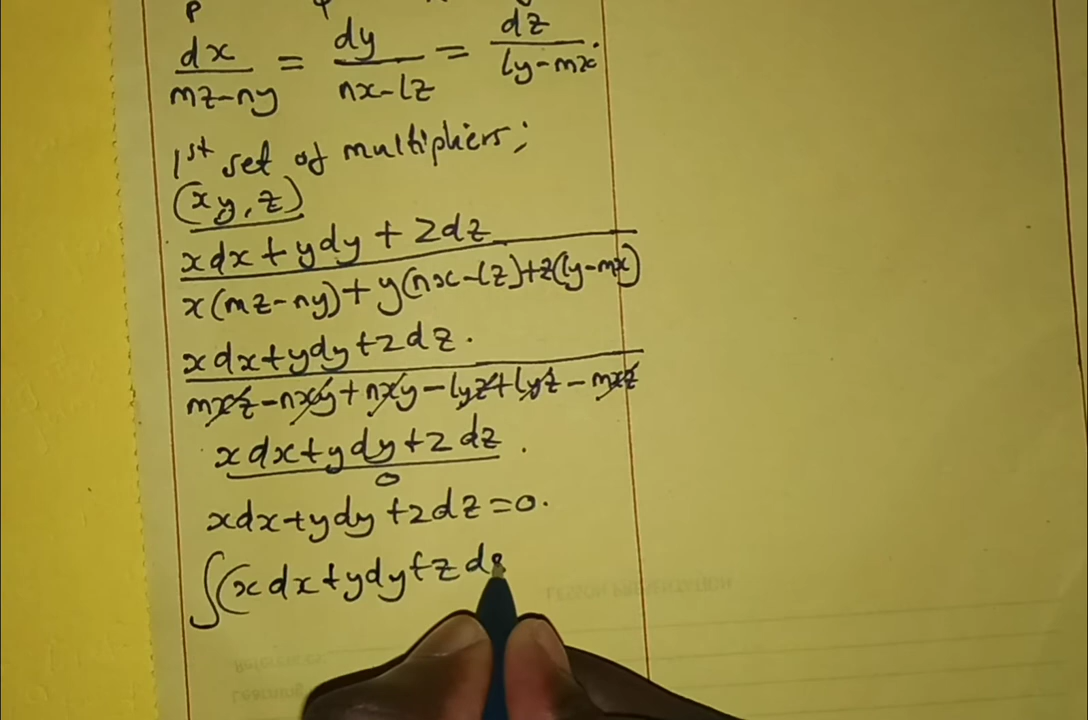 P
dx/(mz-ny) = dy/(nx-lz) = dz/(ly-mx).
1st set of multipliers;
(x y, z)
xdx + ydy + zdz
x(mz-ny) + y(nx-lz)+z(ly-mx)
xdx+ydy+zdz.
mxz-nxy+nxy-lyz+lyz-mxz
xdx+ydy+zdz.
0
xdx+ydy+zdz=0.
∫(xdx+ydy+zdz
LESSON PRESENTATION